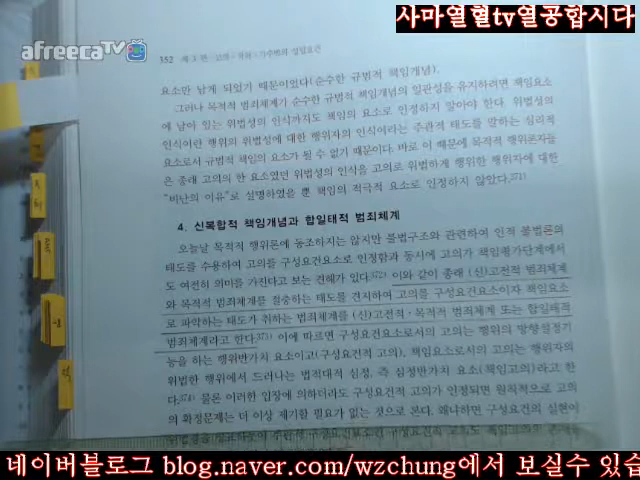 사마열혈tv열공합시다
afreecaTV
352 제 3 편 고의·과실·기수범의 성립요건
요소만 남게 되었기 때문이었다(순수한 규범적 책임개념).
그러나 목적적 범죄체계가 순수한 규범적 책임개념의 일관성을 유지하려면 책임요소
에 남아 있는 위법성의 인식까지도 책임의 요소로 인정하지 말아야 한다. 위법성의
인식이란 행위의 위법성에 대한 행위자의 인식이라는 주관적 태도를 말하는 심리적
요소로서 규범적 책임의 요소가 될 수 없기 때문이다. 바로 이 때문에 목적적 행위론자들
은 종래 고의의 한 요소였던 위법성의 인식을 고의로 위법하게 행위한 행위자에 대한
"비난의 이유"로 설명하였을 뿐 책임의 적극적 요소로 인정하지 않았다.371)
4. 신복합적 책임개념과 합일태적 범죄체계
오늘날 목적적 행위론에 동조하지는 않지만 불법구조와 관련하여 인적 불법론의
태도를 수용하여 고의를 구성요건요소로 인정함과 동시에 고의가 책임평가단계에서
도 여전히 의미를 가진다고 보는 견해가 있다.372) 이와 같이 종래 (신)고전적 범죄체계
와 목적적 범죄체계를 절충하는 태도를 견지하여 고의를 구성요건요소이자 책임요소
로 파악하는 태도가 취하는 범죄체계를 (신)고전적·목적적 범죄체계 또는 합일태적
범죄체계라고 한다.373) 이에 따르면 구성요건요소로서의 고의는 행위의 방향설정기
능을 하는 행위반가치 요소이고(구성요건적 고의), 책임요소로서의 고의는 행위자의
위법한 행위에서 드러나는 법적대적 심정, 즉 심정반가치 요소(책임고의)라고 한
다.374) 물론 이러한 입장에 의하더라도 구성요건적 고의가 인정되면 원칙적으로 고의
의 확정문제는 더 이상 제기할 필요가 없는 것으로 본다. 왜냐하면 구성요건의 실현이
네이버블로그 blog.naver.com/wzchung에서 보실수 있습